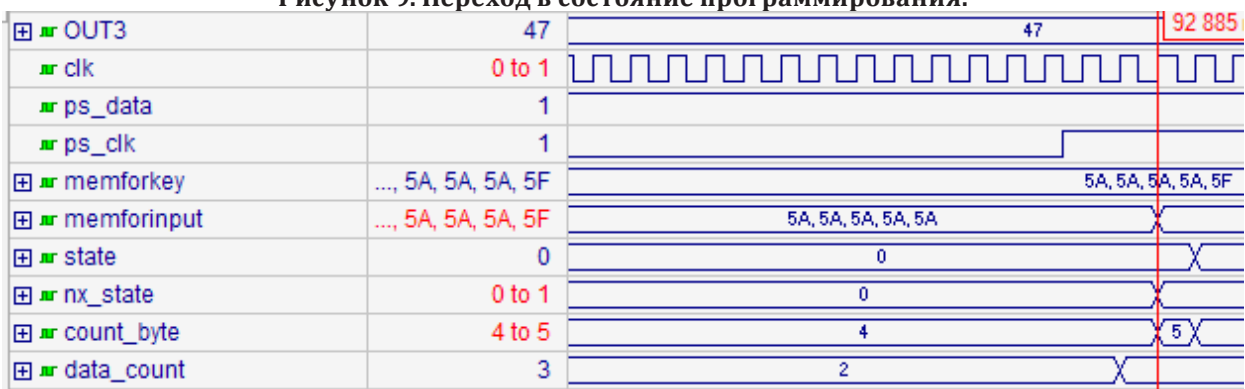 Рисунок 9. Переход в состояние программирования.
OUT3 47 47 92 885
clk 0 to 1
ps_data 1
ps_clk 1
memforkey ..., 5A, 5A, 5A, 5F 5A, 5A, 5A, 5A, 5F
memforinput ..., 5A, 5A, 5A, 5F 5A, 5A, 5A, 5A, 5A
state 0 0
nx_state 0 to 1 0
count_byte 4 to 5 4 5
data_count 3 2